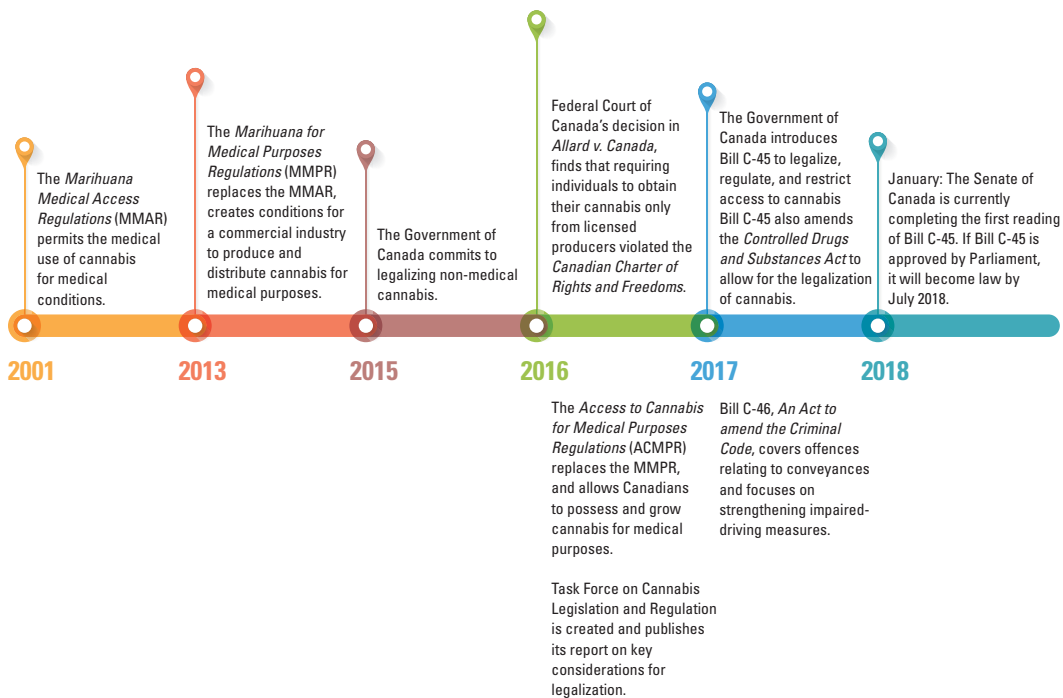 The Marihuana
Medical Access
Regulations (MMAR)
permits the medical
use of cannabis
for medical
conditions.
The Marihuana for
Medical Purposes
Regulations (MMPR)
replaces the MMAR,
creates conditions for
a commercial industry
to produce and
distribute cannabis for
medical purposes.
The Government of
Canada commits to
legalizing non-medical
cannabis.
Federal Court of
Canada’s decision in
Allard v. Canada,
finds that requiring
individuals to obtain
their cannabis only
from licensed
producers violated the
Canadian Charter of
Rights and Freedoms.
The Government of
Canada introduces
Bill C-45 to legalize,
regulate, and restrict
access to cannabis
Bill C-45 also amends
the Controlled Drugs
and Substances Act to
allow for the legalization
of cannabis.
January: The Senate of
Canada is currently
completing the first reading
of Bill C-45. If Bill C-45 is
approved by Parliament,
it will become law by
July 2018.
2001
2013
2015
2016
2017
2018
The Access to Cannabis
for Medical Purposes
Regulations (ACMPR)
replaces the MMPR,
and allows Canadians
to possess and grow
cannabis for medical
purposes.
Task Force on Cannabis
Legislation and Regulation
is created and publishes
its report on key
considerations for
legalization.
Bill C-46, An Act to
amend the Criminal
Code, covers offences
relating to conveyances
and focuses on
strengthening impaired-
driving measures.